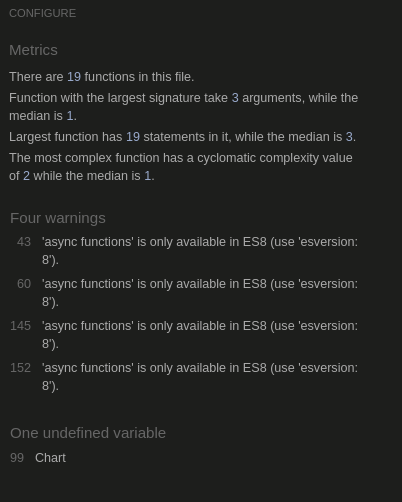 CONFIGURE
Metrics
There are 19 functions in this file.
Function with the largest signature take 3 arguments, while the
median is 1.
Largest function has 19 statements in it, while the median is 3.
The most complex function has a cyclomatic complexity value
of 2 while the median is 1.
Four warnings
43 'async functions' is only available in ES8 (use 'esversion:
8').
60 'async functions' is only available in ES8 (use 'esversion:
8').
145 'async functions' is only available in ES8 (use 'esversion:
8').
152 'async functions' is only available in ES8 (use 'esversion:
8').
One undefined variable
99 Chart